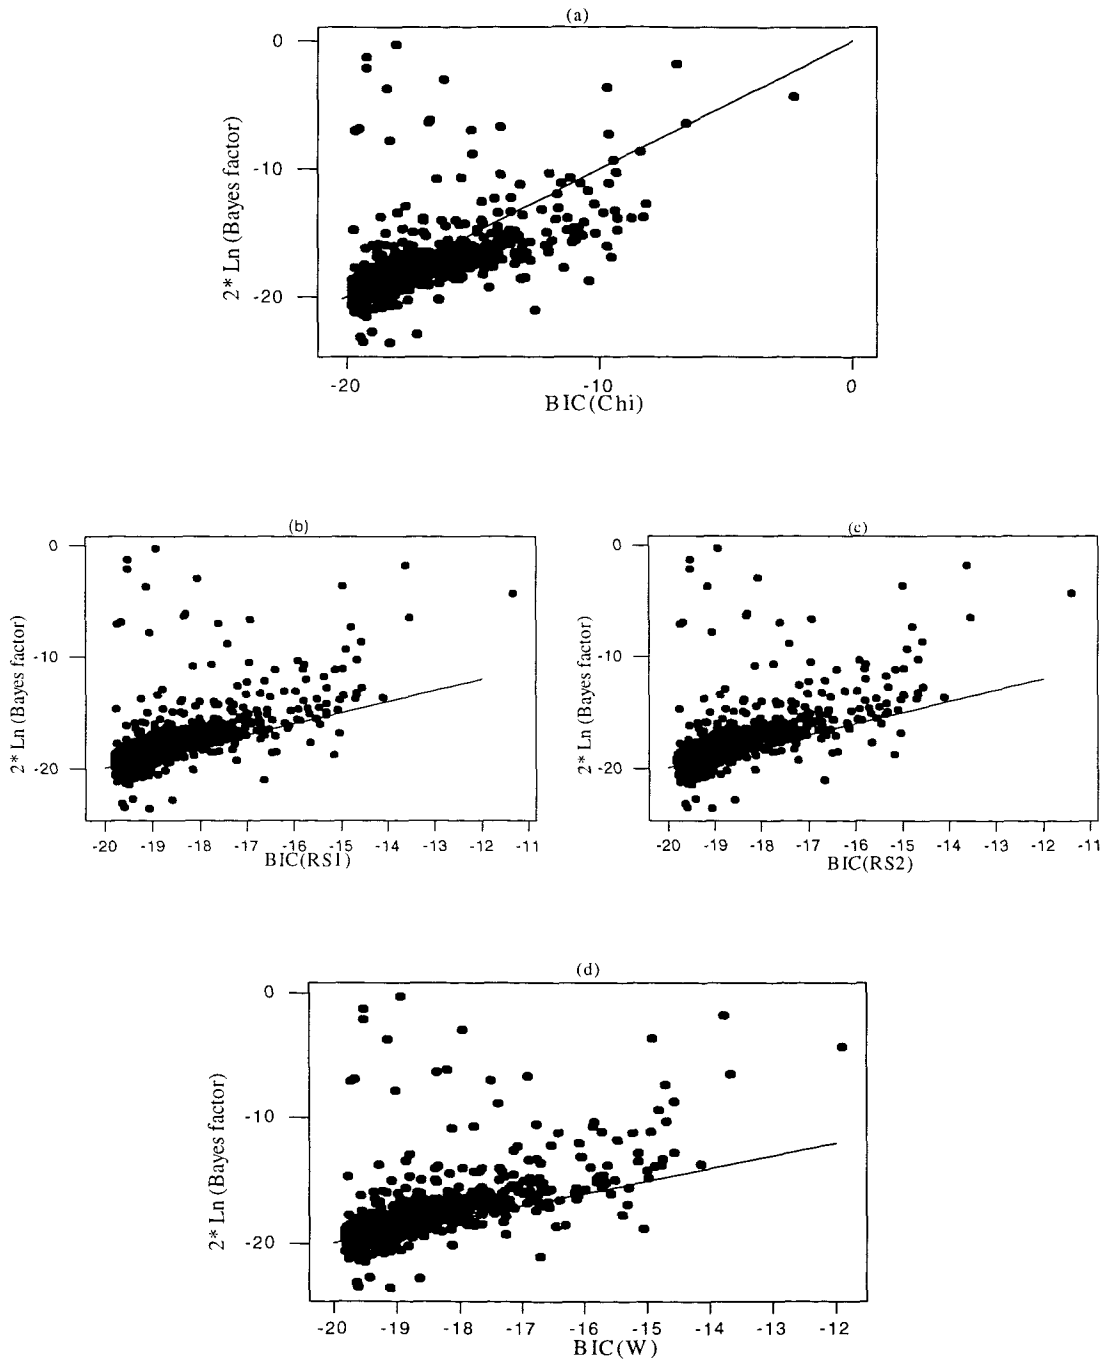 (a)
2* Ln (Bayes factor)
0
-10
-20
-20 -10 0
BIC(Chi)
(b)
2* Ln (Bayes factor)
0
-10
-20
-20 -19 -18 -17 -16 -15 -14 -13 -12 -11
BIC(RS1)
(c)
2* Ln (Bayes factor)
0
-10
-20
-20 -19 -18 -17 -16 -15 -14 -13 -12 -11
BIC(RS2)
(d)
2* Ln (Bayes factor)
0
-10
-20
-20 -19 -18 -17 -16 -15 -14 -13 -12
BIC(W)